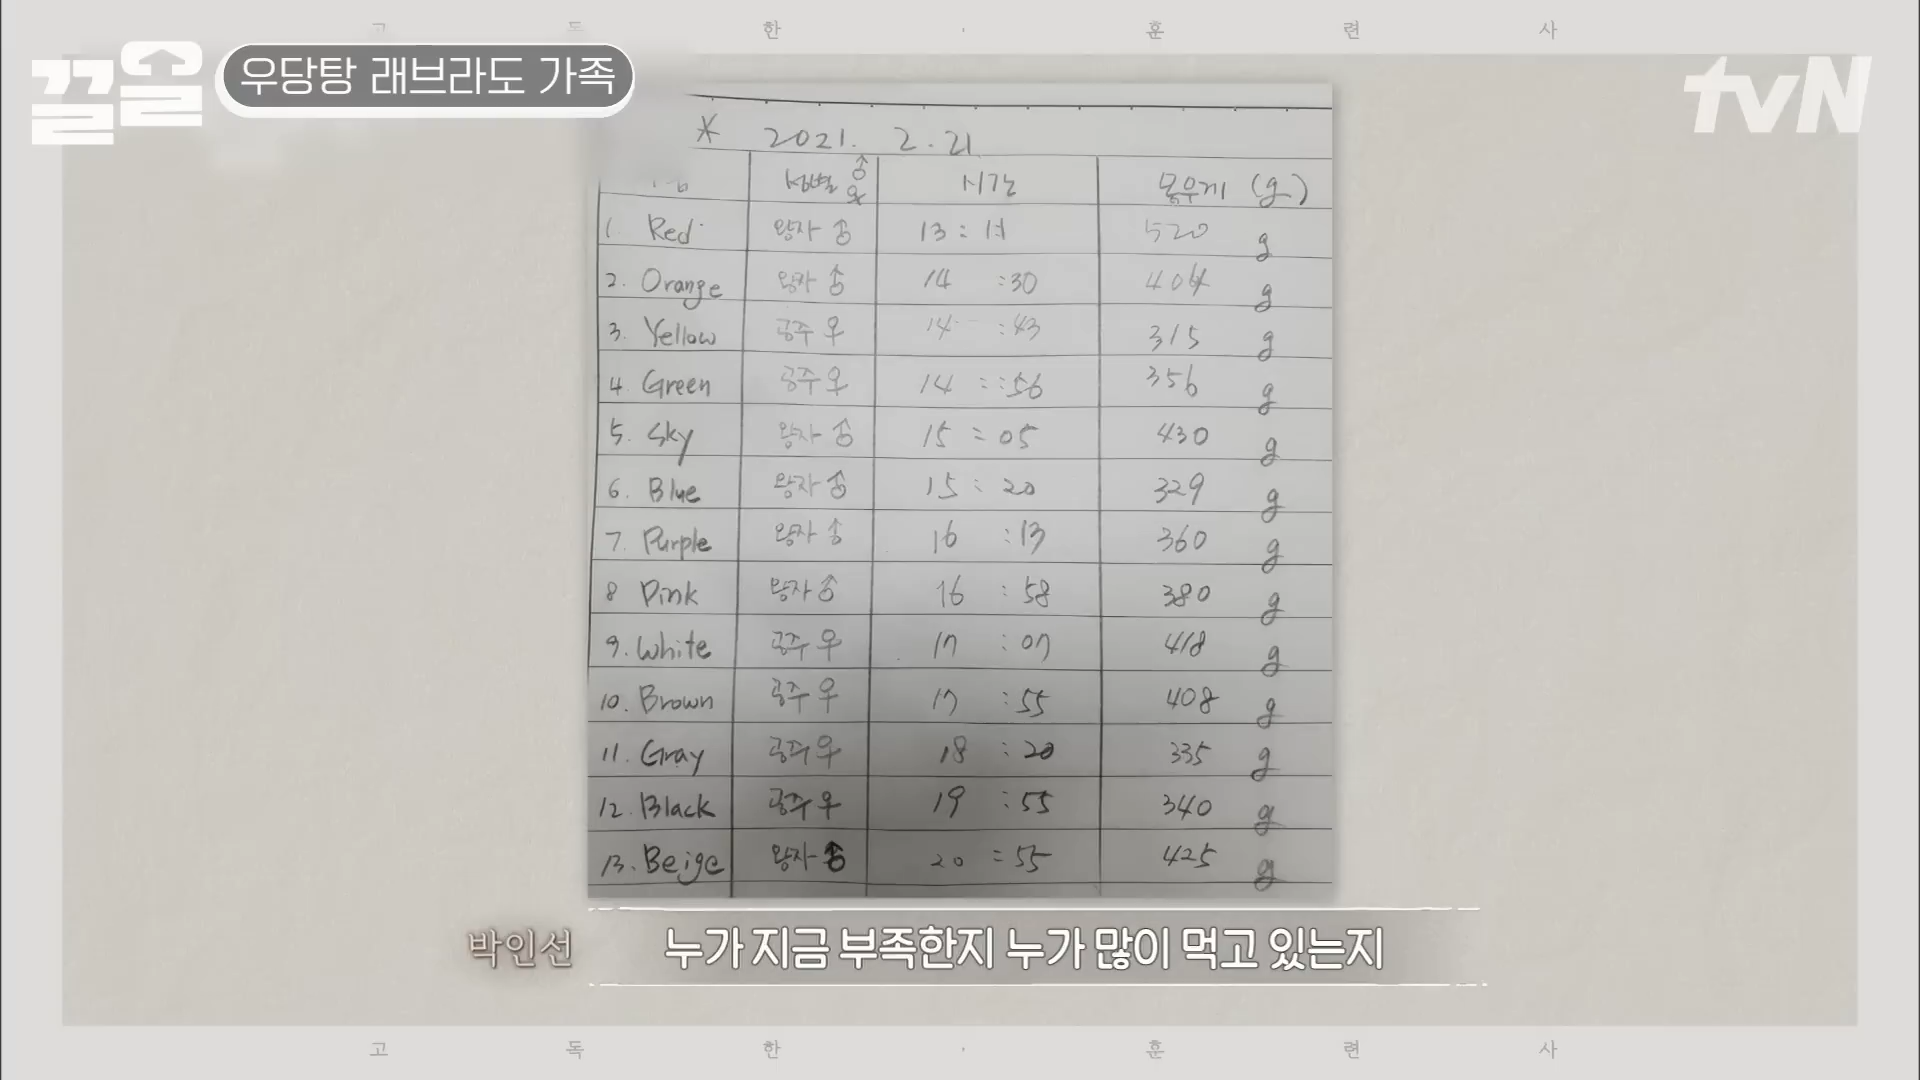 고 독 한 · 훈 련 사
끌올 우당탕 래브라도 가족
tvN
* 2021. 2. 21
성별 ♂♀ 시간 몸무게 (g)
1. Red 왕자 ♂ 13:11 520 g
2. Orange 왕자 ♂ 14:30 404 g
3. Yellow 공주 우 14:43 315 g
4. Green 공주 우 14:56 356 g
5. Sky 왕자 ♂ 15:05 430 g
6. Blue 왕자 ♂ 15:20 329 g
7. Purple 왕자 ♂ 16:13 360 g
8 Pink 왕자 ♂ 16:58 380 g
9. White 공주 우 17:07 418 g
10. Brown 공주 우 17:55 408 g
11. Gray 공주 우 18:20 335 g
12. Black 공주 우 19:55 340 g
13. Beige 왕자 ♂ 20:55 425 g
박인선 누가 지금 부족한지 누가 많이 먹고 있는지
고 독 한 · 훈 련 사